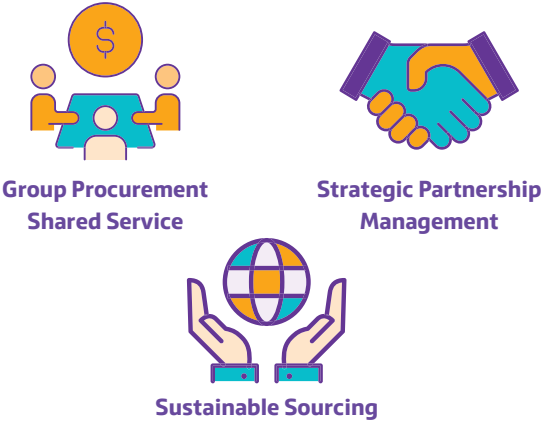 $
Group Procurement
Shared Service
Strategic Partnership
Management
Sustainable Sourcing